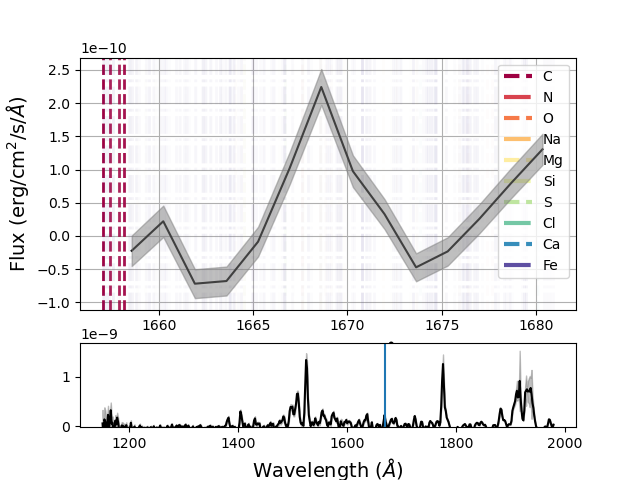 1e−10
Flux (erg/cm²/s/Å)
2.5
2.0
1.5
1.0
0.5
0.0
−0.5
−1.0
C
N
O
Na
Mg
Si
S
Cl
Ca
Fe
1660
1665
1670
1675
1680
1e−9
1
0
1200
1400
1600
1800
2000
Wavelength (Å)